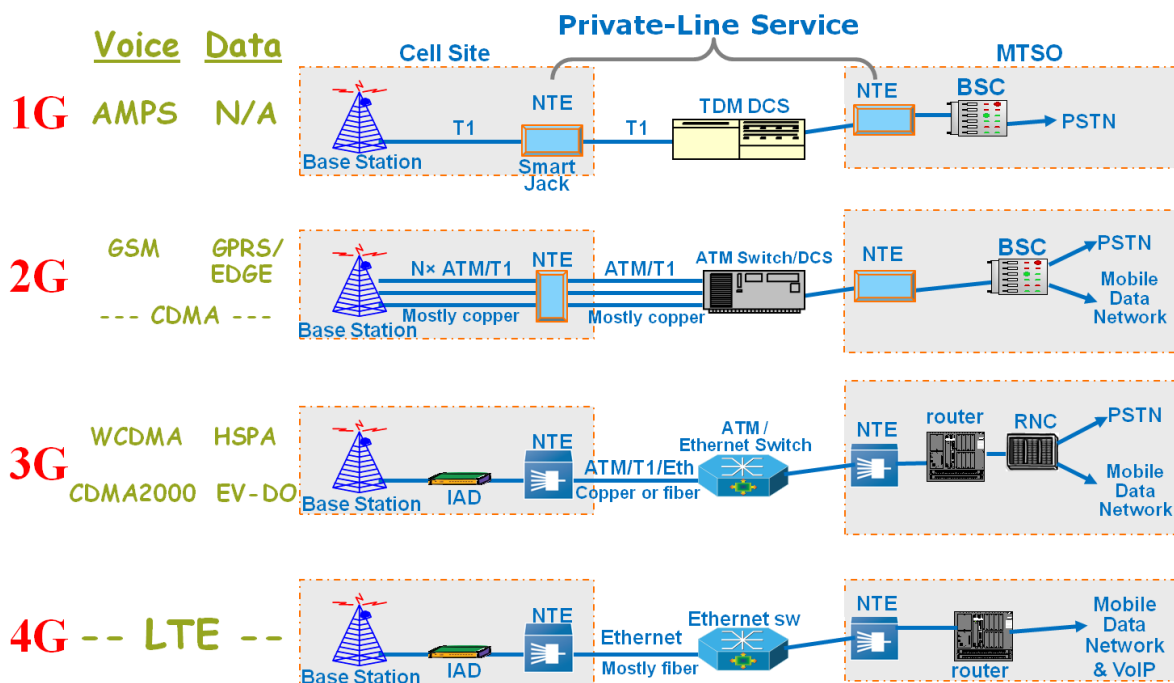 Private-Line Service
Voice Data
Cell Site
MTSO
1G
AMPS N/A
NTE
T1
T1
TDM DCS
NTE
BSC
PSTN
Base Station
Smart
Jack
2G
GSM
GPRS/
EDGE
--- CDMA ---
N× ATM/T1
Mostly copper
NTE
ATM/T1
Mostly copper
ATM Switch/DCS
NTE
BSC
PSTN
Mobile
Data
Network
Base Station
3G
WCDMA HSPA
CDMA2000 EV-DO
Base Station
IAD
NTE
ATM/T1/Eth
Copper or fiber
ATM /
Ethernet Switch
NTE
router
RNC
PSTN
Mobile
Data
Network
4G
-- LTE --
Base Station
IAD
NTE
Ethernet
Mostly fiber
Ethernet sw
NTE
router
Mobile
Data
Network
& VoIP